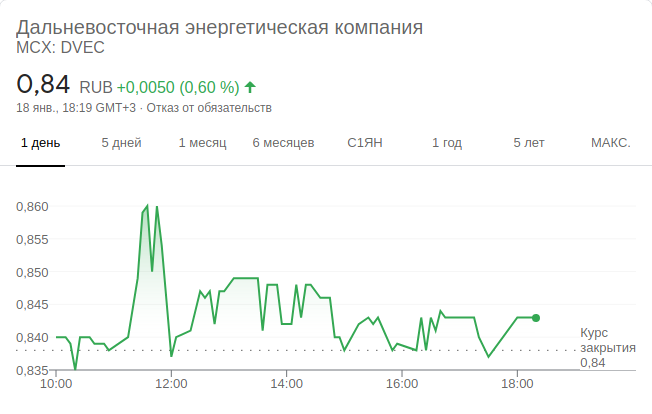 Дальневосточная энергетическая компания
MCX: DVEC
0,84 RUB +0,0050 (0,60 %)
18 янв., 18:19 GMT+3 · Отказ от обязательств
1 день 5 дней 1 месяц 6 месяцев С1ЯН 1 год 5 лет МАКС.
0,860
0,855
0,850
0,845
0,840
Курс
закрытия
0,84
0,835
10:00 12:00 14:00 16:00 18:00